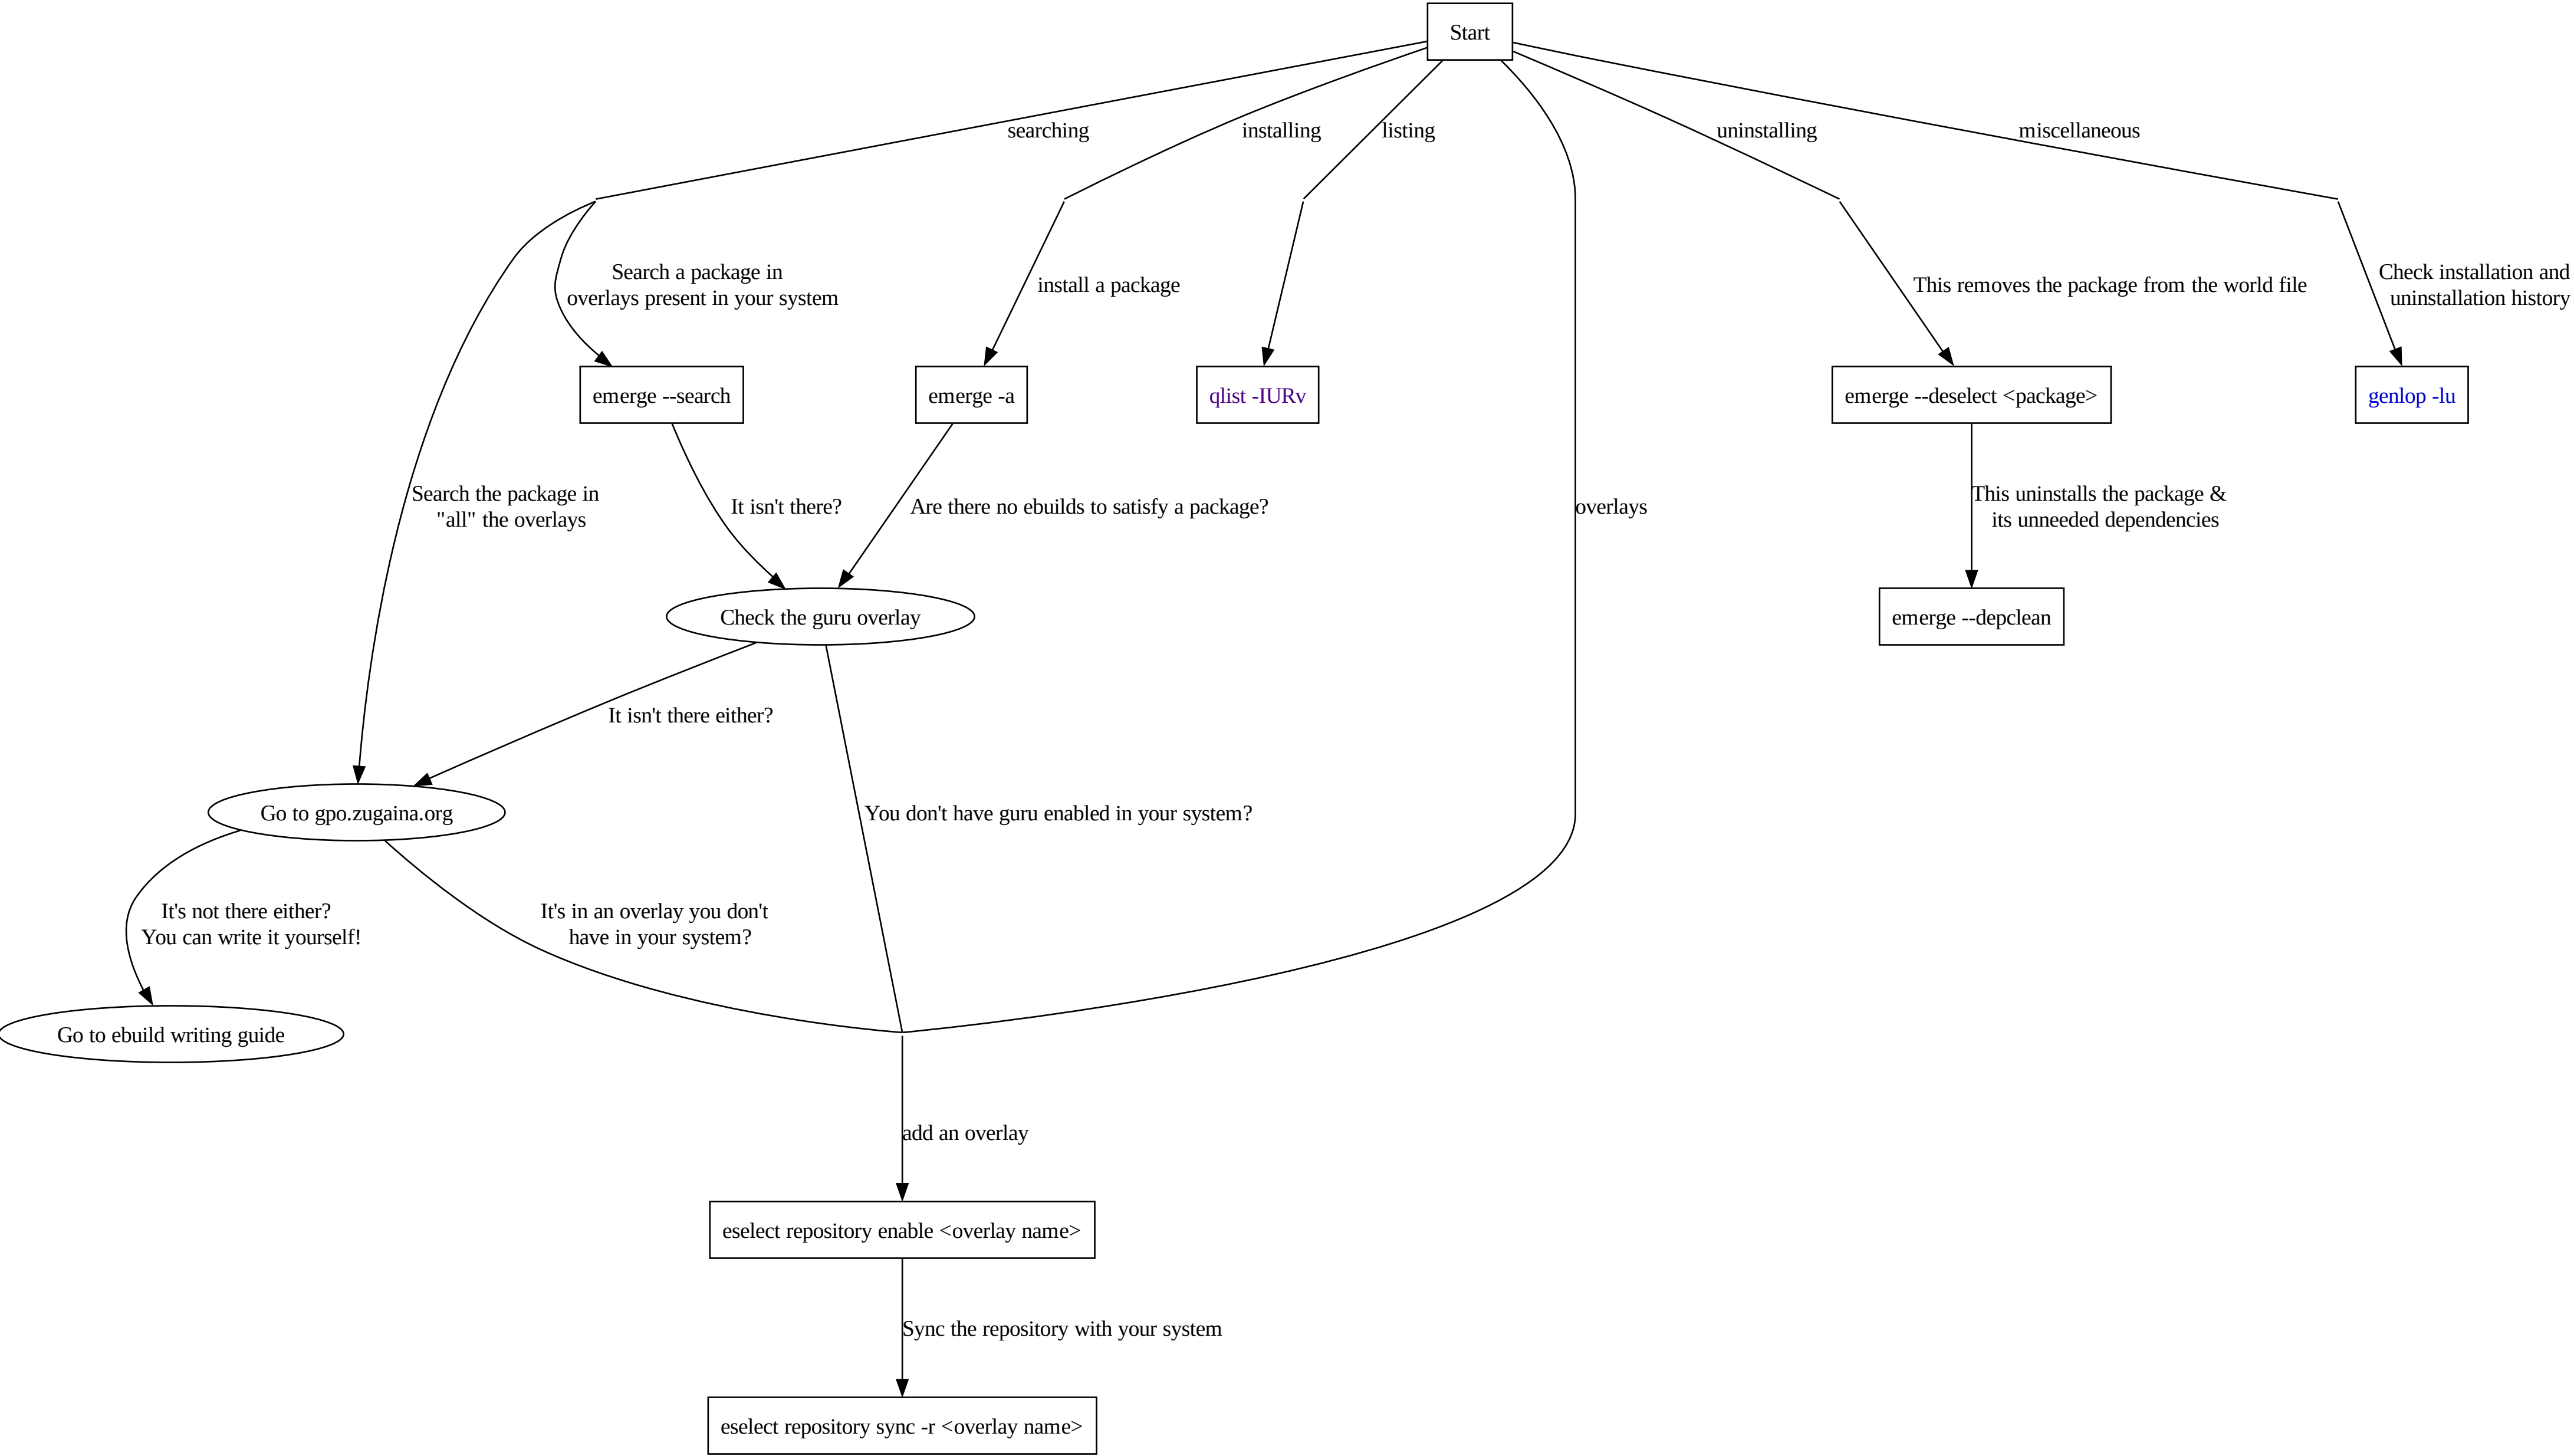 Start
searching
installing
listing
uninstalling
miscellaneous
Search a package in
overlays present in your system
install a package
This removes the package from the world file
Check installation and
uninstallation history
emerge --search
emerge -a
qlist -IURv
emerge --deselect <package>
genlop -lu
Search the package in
"all" the overlays
It isn't there?
Are there no ebuilds to satisfy a package?
overlays
This uninstalls the package &
its unneeded dependencies
Check the guru overlay
emerge --depclean
It isn't there either?
Go to gpo.zugaina.org
You don't have guru enabled in your system?
It's not there either?
You can write it yourself!
It's in an overlay you don't
have in your system?
Go to ebuild writing guide
add an overlay
eselect repository enable <overlay name>
Sync the repository with your system
eselect repository sync -r <overlay name>